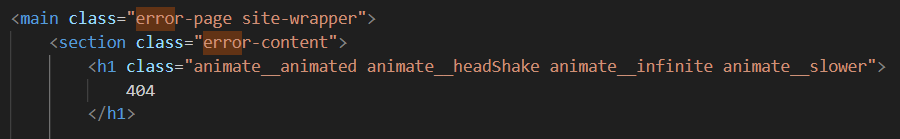 <main class="error-page site-wrapper">
<section class="error-content">
<h1 class="animate__animated animate__headShake animate__infinite animate__slower">
404
</h1>